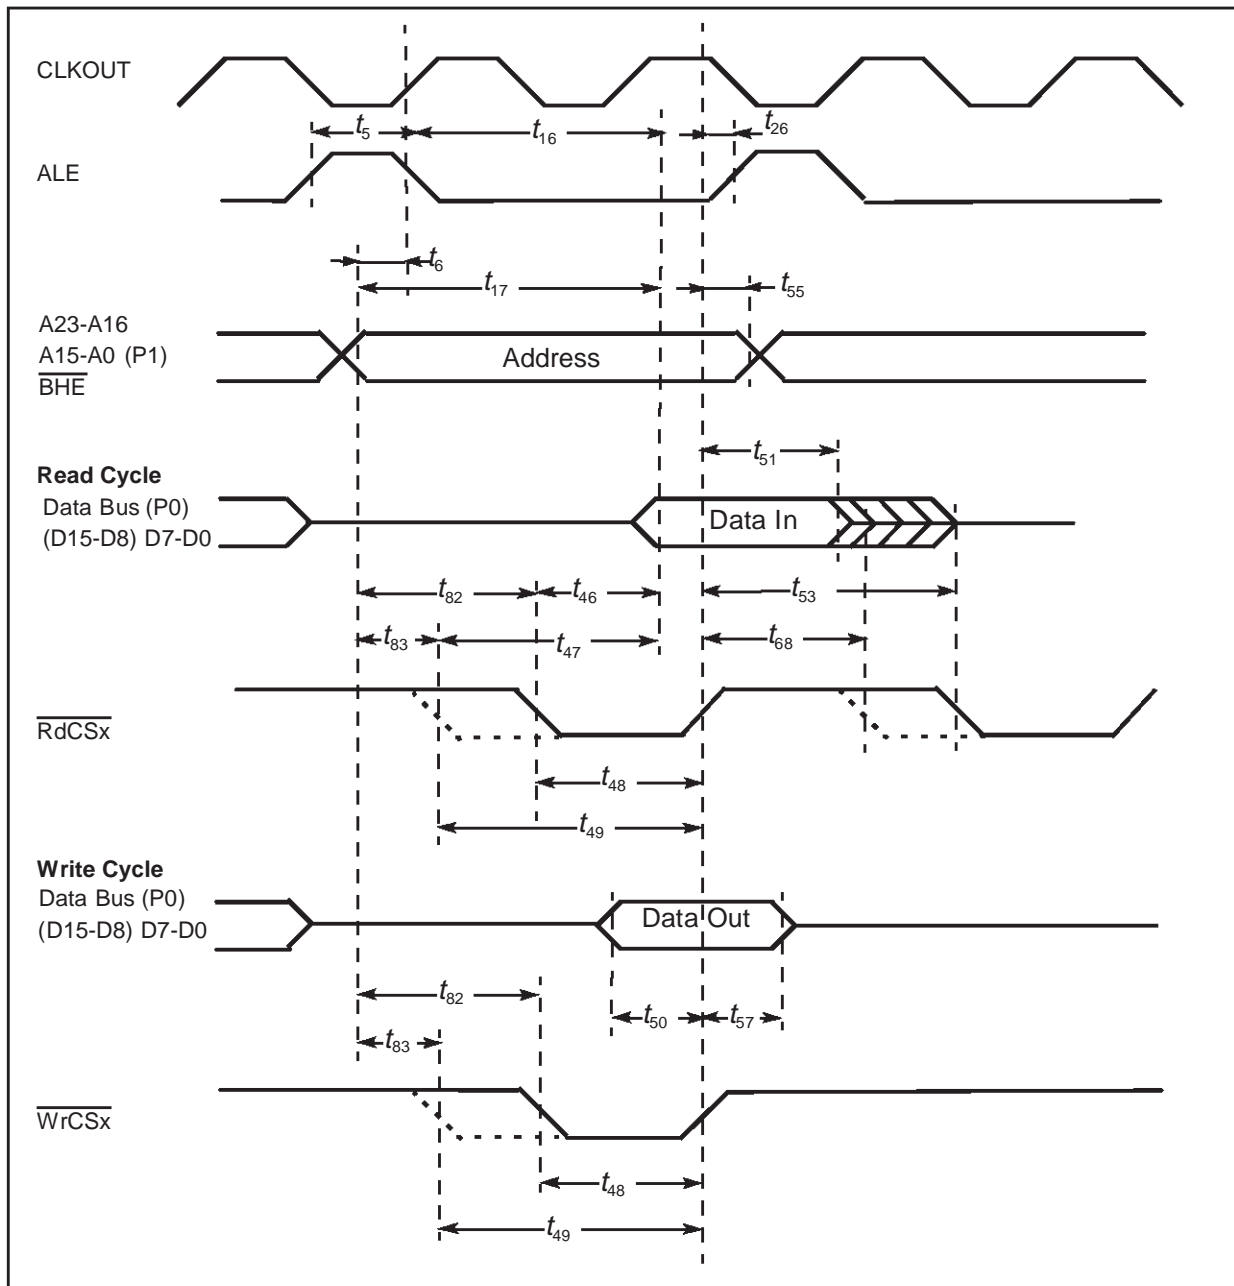 CLKOUT
t5
t16
t26
ALE
t6
t17
t55
A23-A16
A15-A0 (P1)
BHE
Address
t51
Read Cycle
Data Bus (P0)
(D15-D8) D7-D0
Data In
t82
t46
t53
t83
t47
t68
RdCSx
t48
t49
Write Cycle
Data Bus (P0)
(D15-D8) D7-D0
Data Out
t82
t50
t57
t83
WrCSx
t48
t49